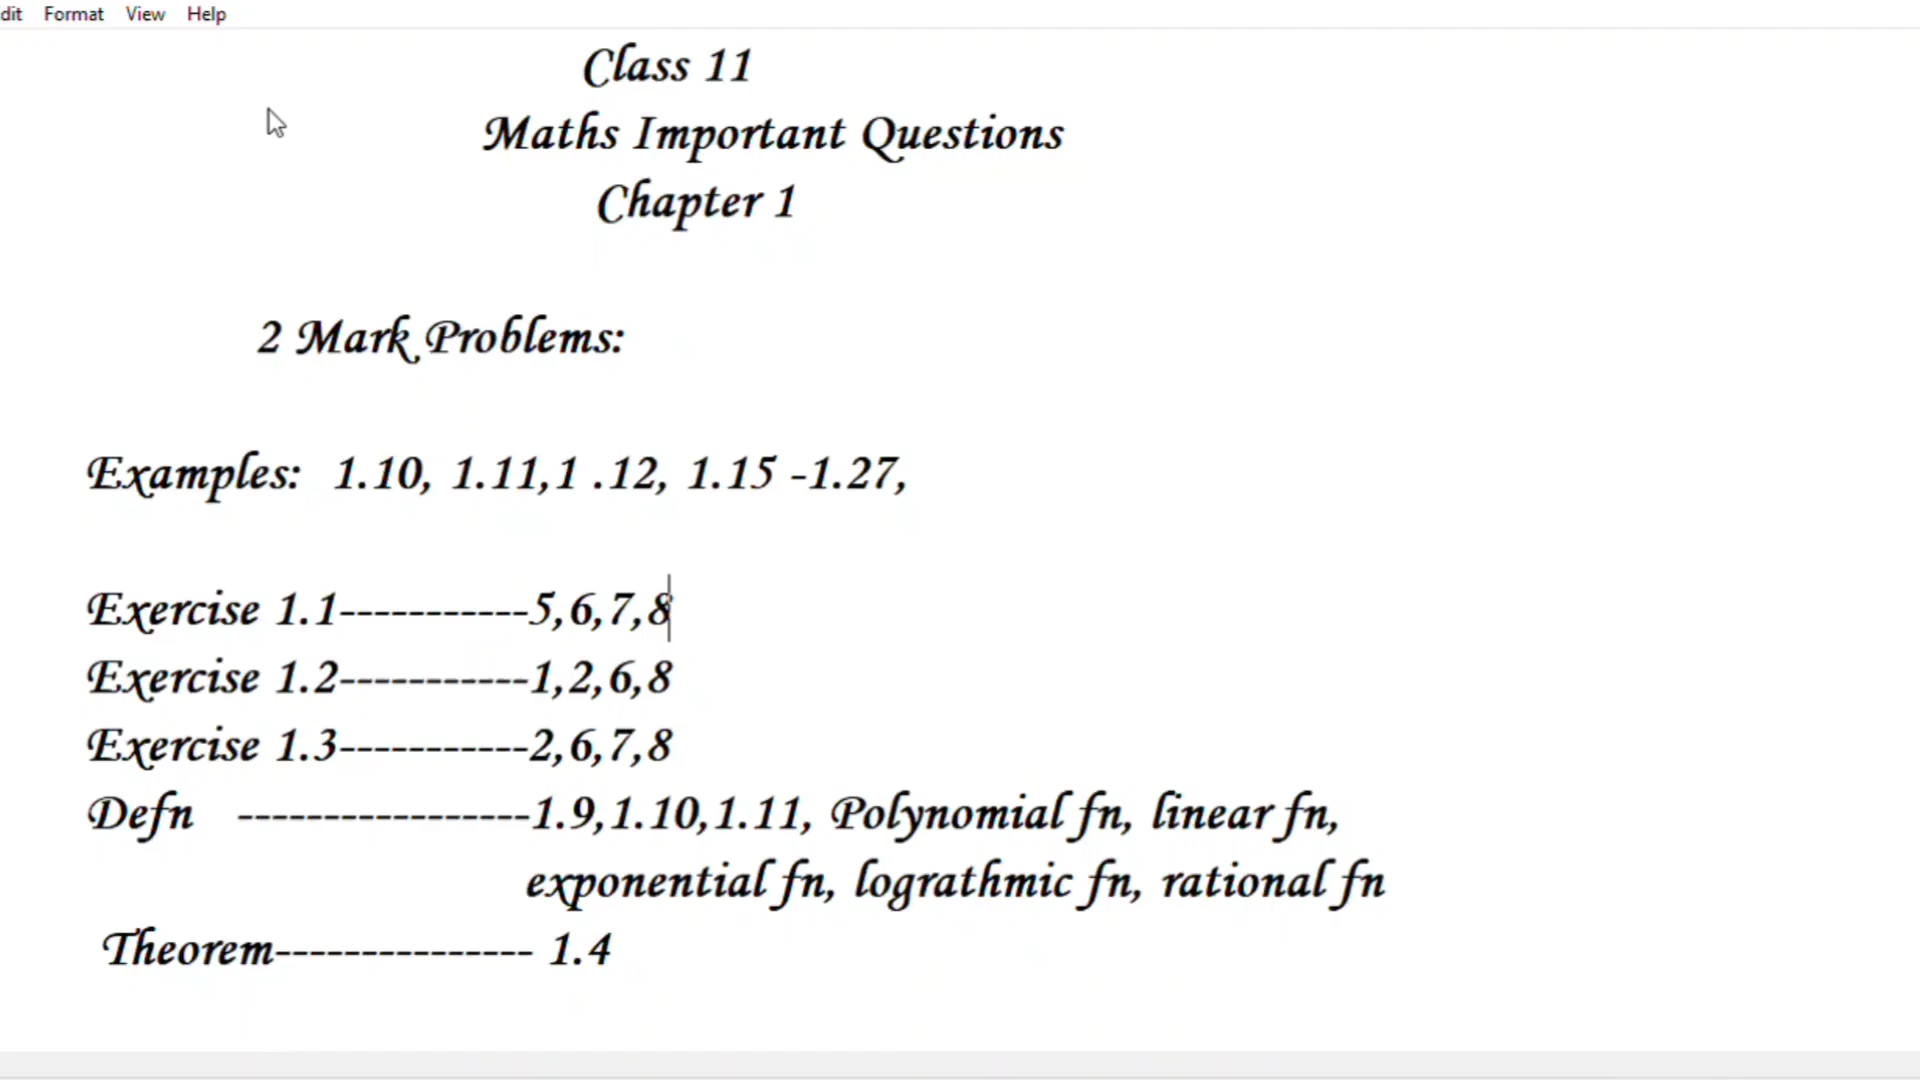 dit Format View Help
Class 11
Maths Important Questions
Chapter 1
2 Mark Problems:
Examples: 1.10, 1.11,1 .12, 1.15 -1.27,
Exercise 1.1-----------5,6,7,8
Exercise 1.2-----------1,2,6,8
Exercise 1.3-----------2,6,7,8
Defn -----------------1.9,1.10,1.11, Polynomial fn, linear fn,
exponential fn, lograthmic fn, rational fn
Theorem--------------- 1.4